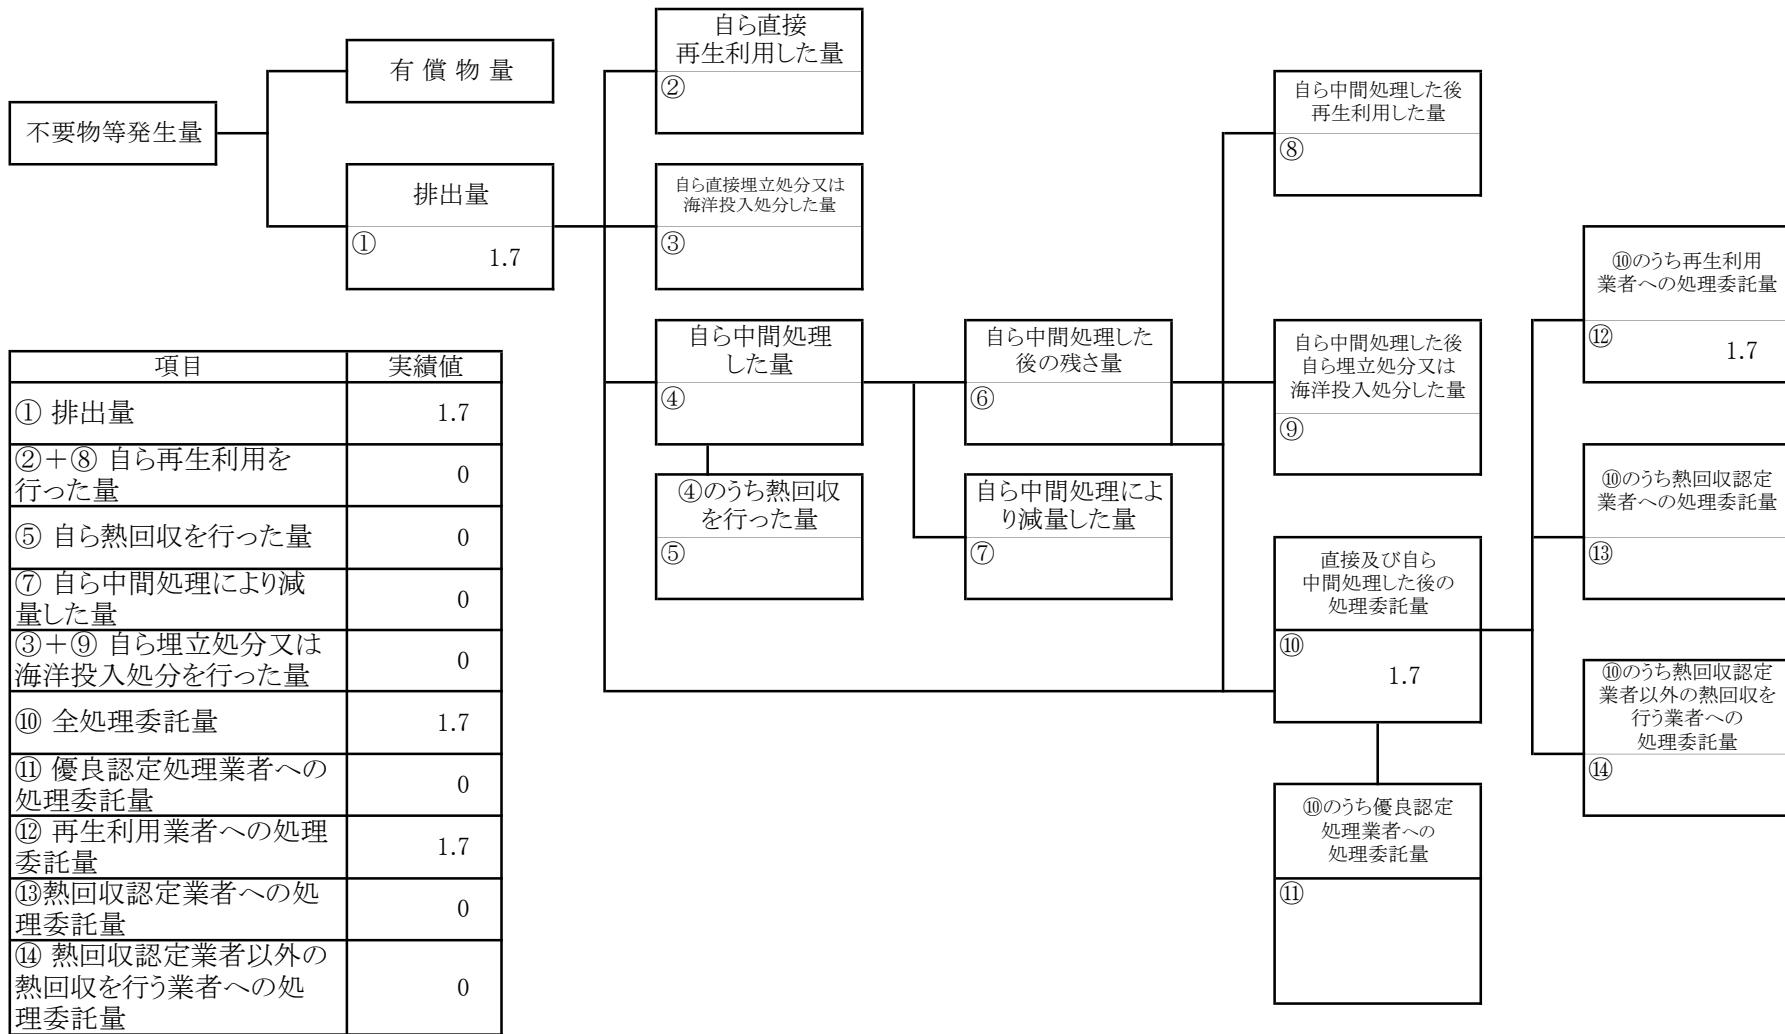 不要物等発生量
有 償 物 量
排出量
①
1.7
自ら直接
再生利用した量
②
自ら直接埋立処分又は
海洋投入処分した量
③
自ら中間処理
した量
④
④のうち熱回収
を行った量
⑤
自ら中間処理した
後の残さ量
⑥
自ら中間処理によ
り減量した量
⑦
自ら中間処理した後
再生利用した量
⑧
自ら中間処理した後
自ら埋立処分又は
海洋投入処分した量
⑨
直接及び自ら
中間処理した後の
処理委託量
⑩
1.7
⑩のうち優良認定
処理業者への
処理委託量
⑪
⑩のうち再生利用
業者への処理委託量
⑫
1.7
⑩のうち熱回収認定
業者への処理委託量
⑬
⑩のうち熱回収認定
業者以外の熱回収を
行う業者への
処理委託量
⑭
項目 実績値
① 排出量 1.7
②+⑧ 自ら再生利用を
行った量 0
⑤ 自ら熱回収を行った量 0
⑦ 自ら中間処理により減
量した量 0
③+⑨ 自ら埋立処分又は
海洋投入処分を行った量 0
⑩ 全処理委託量 1.7
⑪ 優良認定処理業者への
処理委託量 0
⑫ 再生利用業者への処理
委託量 1.7
⑬熱回収認定業者への処
理委託量 0
⑭ 熱回収認定業者以外の
熱回収を行う業者への処 0
理委託量